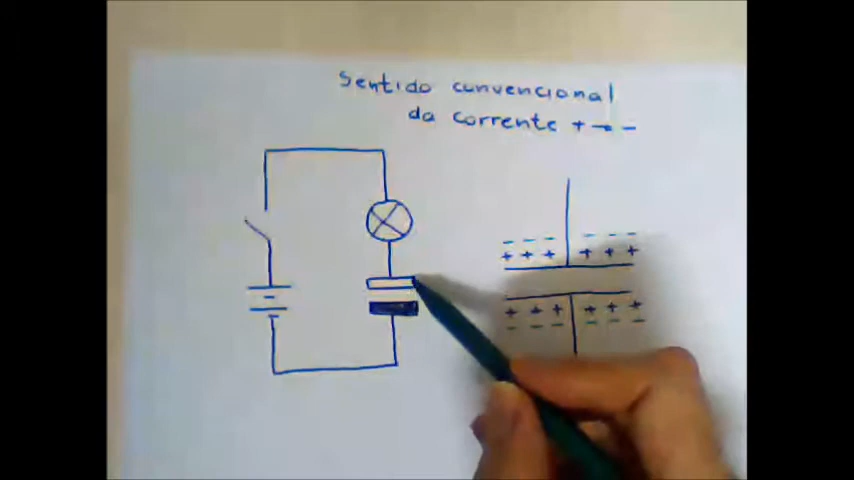 Sentido convencional
da corrente + → -
- - - - - -
+ + + + + +
+ + + + + +
- - - - - -